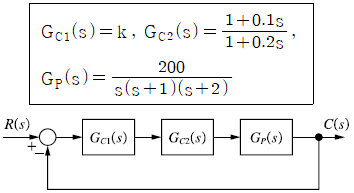 G_C1(s) = k , G_C2(s) = (1+0.1s)/(1+0.2s) ,
G_P(s) = 200/(s(s+1)(s+2))
R(s) + − G_C1(s) G_C2(s) G_P(s) C(s)